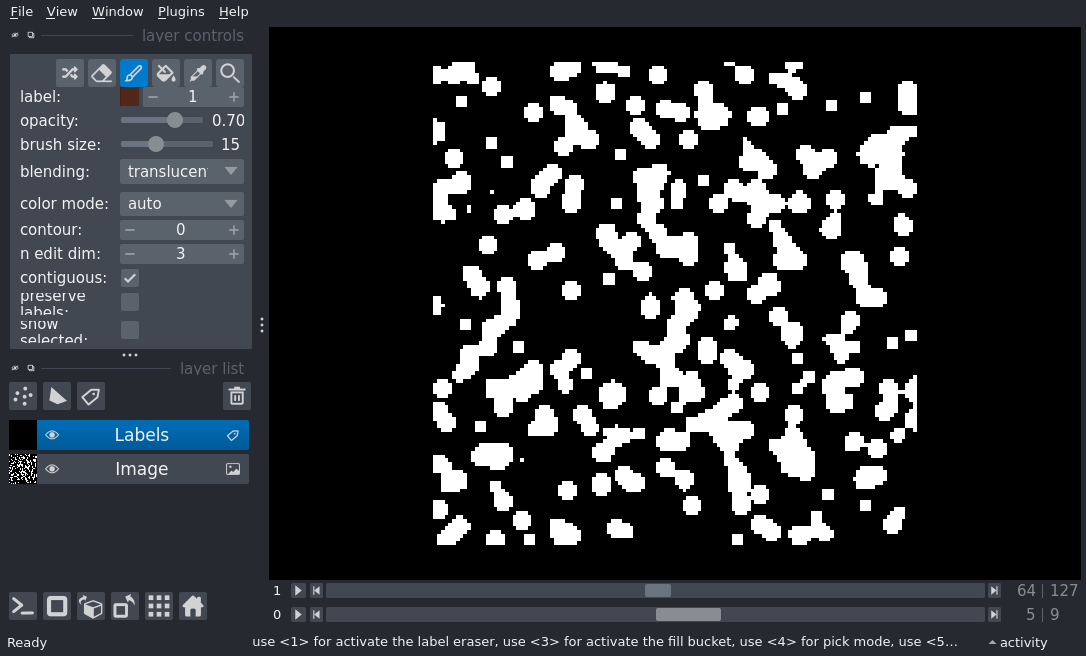 File View Window Plugins Help
layer controls
label: 1
opacity: 0.70
brush size: 15
blending: translucen
color mode: auto
contour: 0
n edit dim: 3
contiguous:
preserve
labels:
show
selected:
layer list
Labels
Image
1 64 | 127
0 5 | 9
Ready use <1> for activate the label eraser, use <3> for activate the fill bucket, use <4> for pick mode, use <5... activity